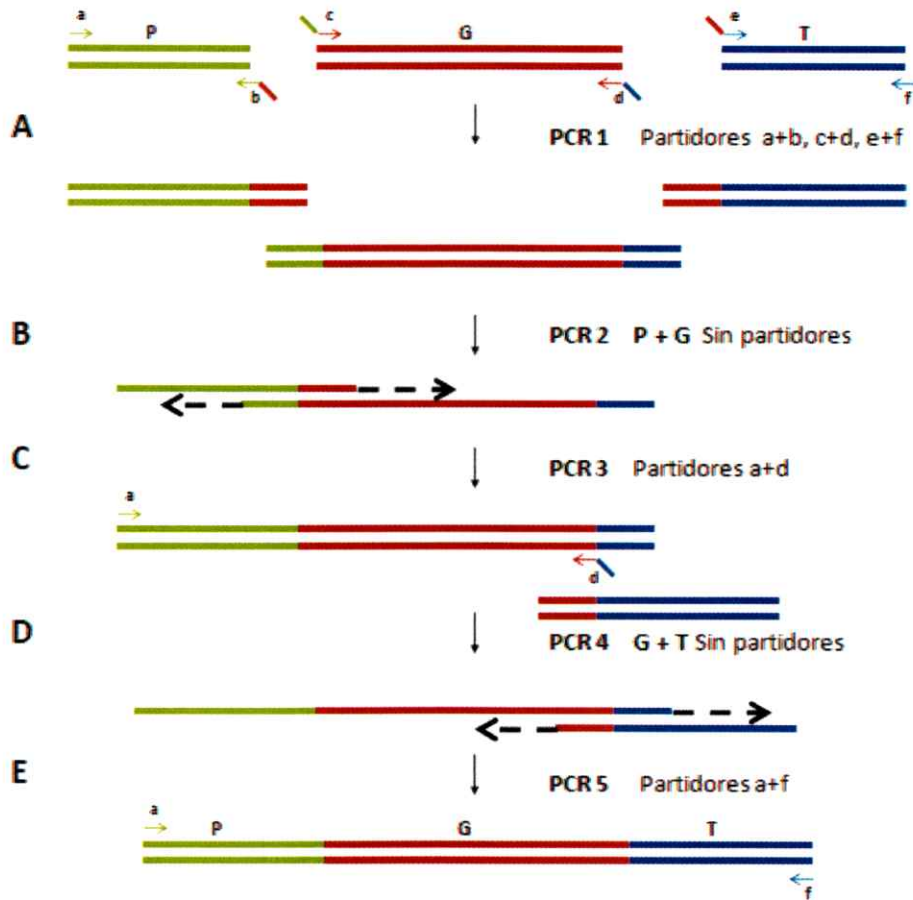 a P c G e T
b d f
A PCR 1 Partidores a+b, c+d, e+f
B PCR 2 P + G Sin partidores
C PCR 3 Partidores a+d
a
d
D PCR 4 G + T Sin partidores
E PCR 5 Partidores a+f
a P G T
f